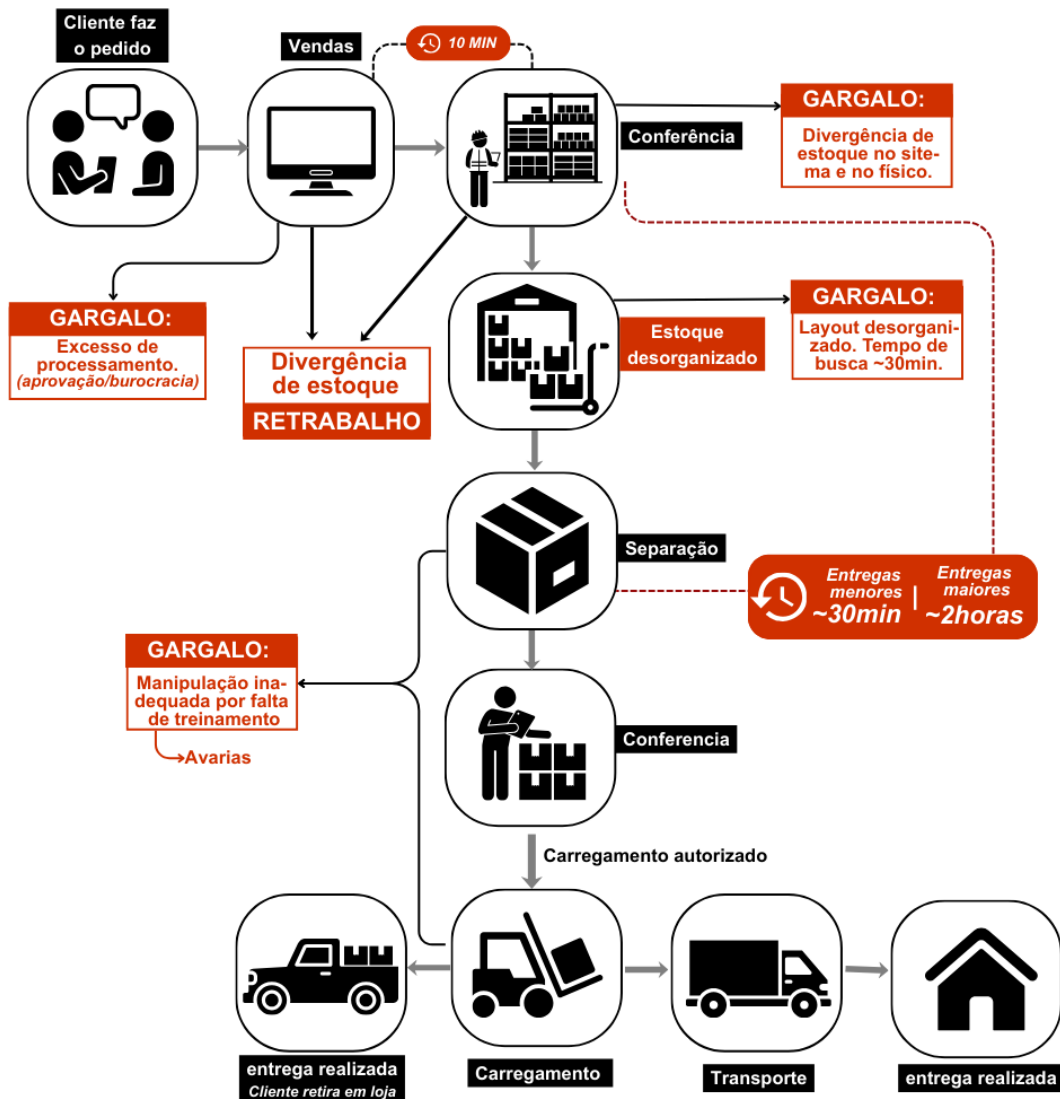 Cliente faz
o pedido
Vendas
10 MIN
Conferência
GARGALO:
Divergência de
estoque no site-
ma e no físico.
GARGALO:
Excesso de
processamento.
(aprovação/burocracia)
Divergência
de estoque
RETRABALHO
Estoque
desorganizado
GARGALO:
Layout desorgani-
zado. Tempo de
busca ~30min.
Separação
Entregas
menores
~30min
|
Entregas
maiores
~2horas
GARGALO:
Manipulação ina-
dequada por falta
de treinamento
Avarias
Conferencia
Carregamento autorizado
entrega realizada
Cliente retira em loja
Carregamento
Transporte
entrega realizada